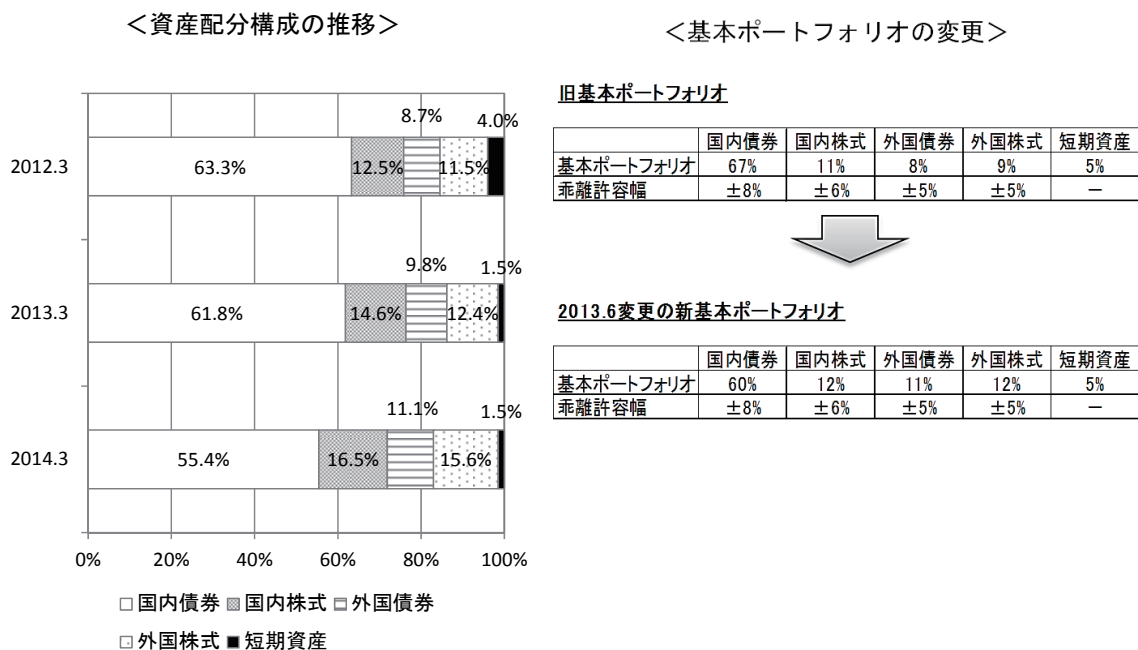 ＜資産配分構成の推移＞
8.7% 4.0%
2012.3 63.3% 12.5% 11.5%
9.8% 1.5%
2013.3 61.8% 14.6% 12.4%
11.1% 1.5%
2014.3 55.4% 16.5% 15.6%
0% 20% 40% 60% 80% 100%
国内債券 国内株式 外国債券
外国株式 短期資産
＜基本ポートフォリオの変更＞
旧基本ポートフォリオ
国内債券 国内株式 外国債券 外国株式 短期資産
基本ポートフォリオ 67% 11% 8% 9% 5%
乖離許容幅 ±8% ±6% ±5% ±5% －
2013.6変更の新基本ポートフォリオ
国内債券 国内株式 外国債券 外国株式 短期資産
基本ポートフォリオ 60% 12% 11% 12% 5%
乖離許容幅 ±8% ±6% ±5% ±5% －